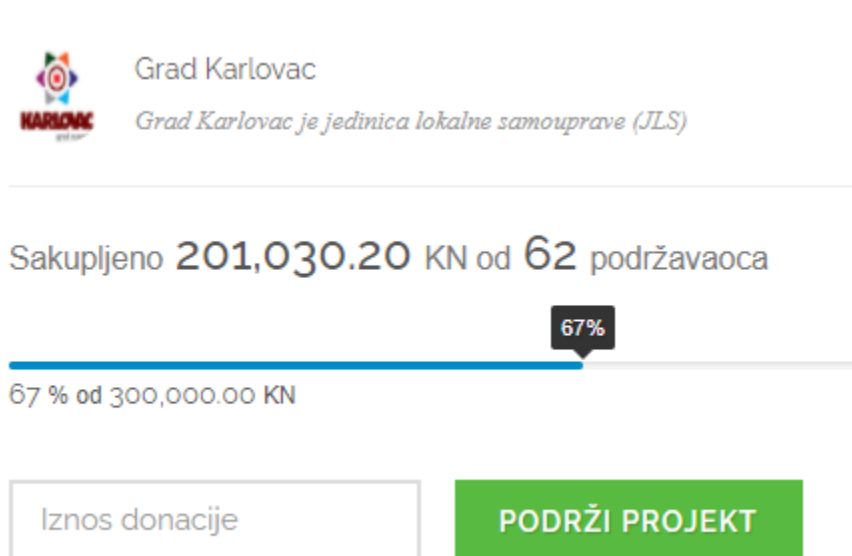 Grad Karlovac
KARLOVAC
Grad Karlovac je jedinica lokalne samouprave (JLS)
Sakupljeno 201,030.20 KN od 62 podržavaoca
67%
67 % od 300,000.00 KN
Iznos donacije
PODRŽI PROJEKT